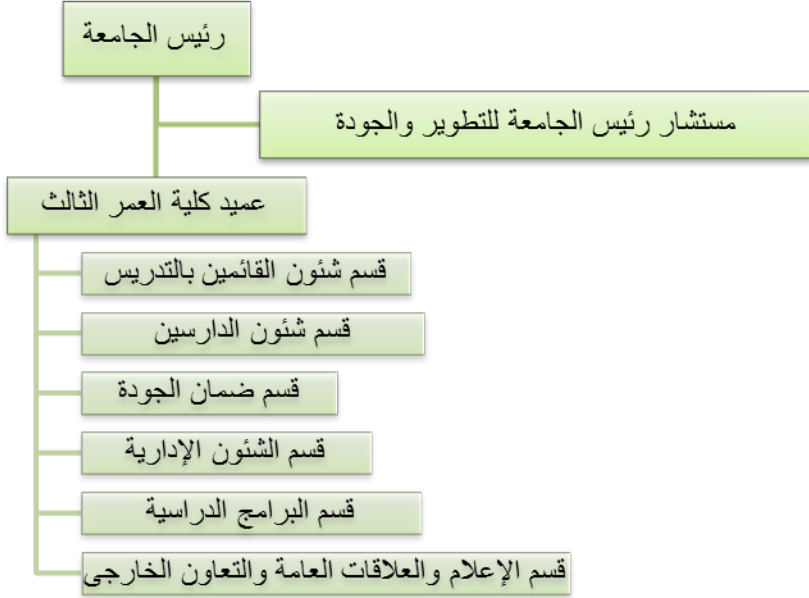 رئيس الجامعة
مستشار رئيس الجامعة للتطوير والجودة
عميد كلية العمر الثالث
قسم شئون القائمين بالتدريس
قسم شئون الدارسين
قسم ضمان الجودة
قسم الشئون الإدارية
قسم البرامج الدراسية
قسم الإعلام والعلاقات العامة والتعاون الخارجى